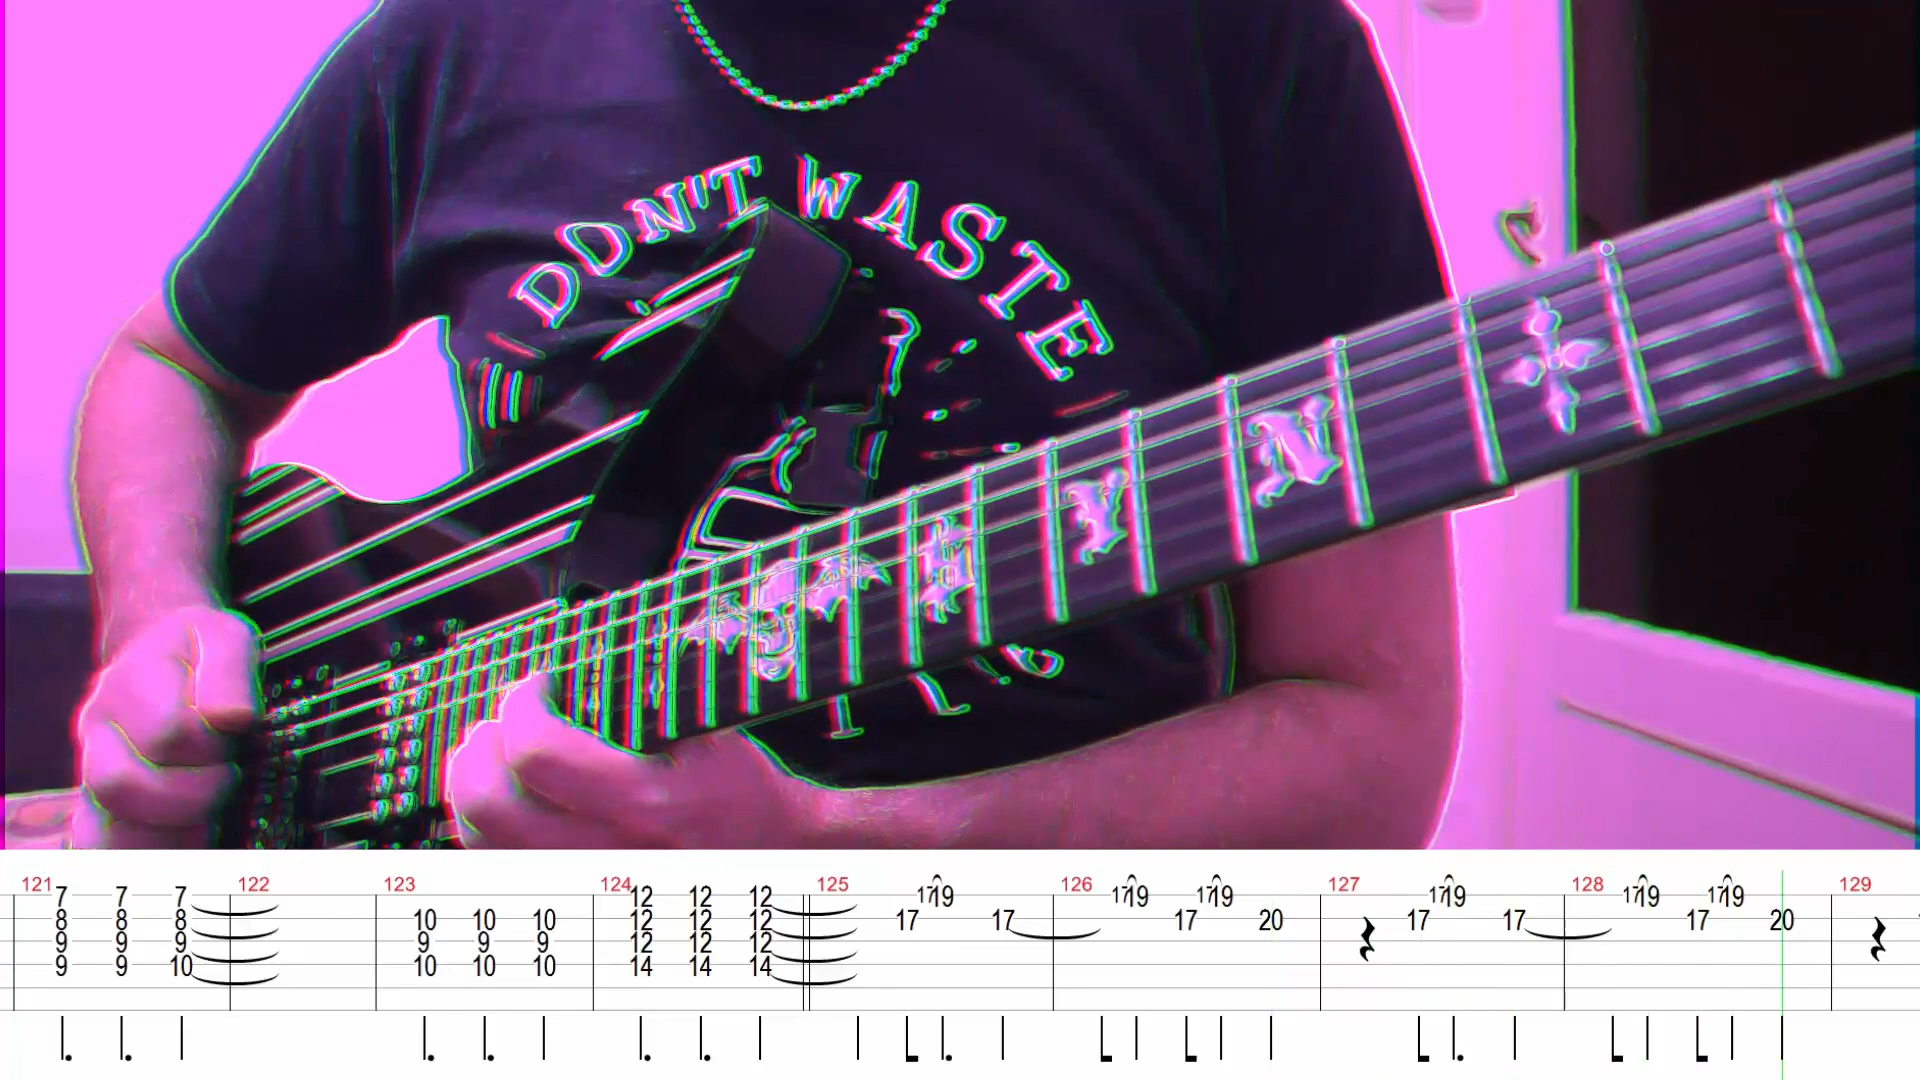 DON'T WASTE
121 122 123 124 125 126 127 128 129
7 7 7 12 12 12 17 19 17 19 17 19 17 19 17 19 17 19
8 8 8 10 10 10 12 12 12 17 17 17 20 17 17 17 20
9 9 9 9 9 9 12 12 12
9 9 10 10 10 10 14 14 14